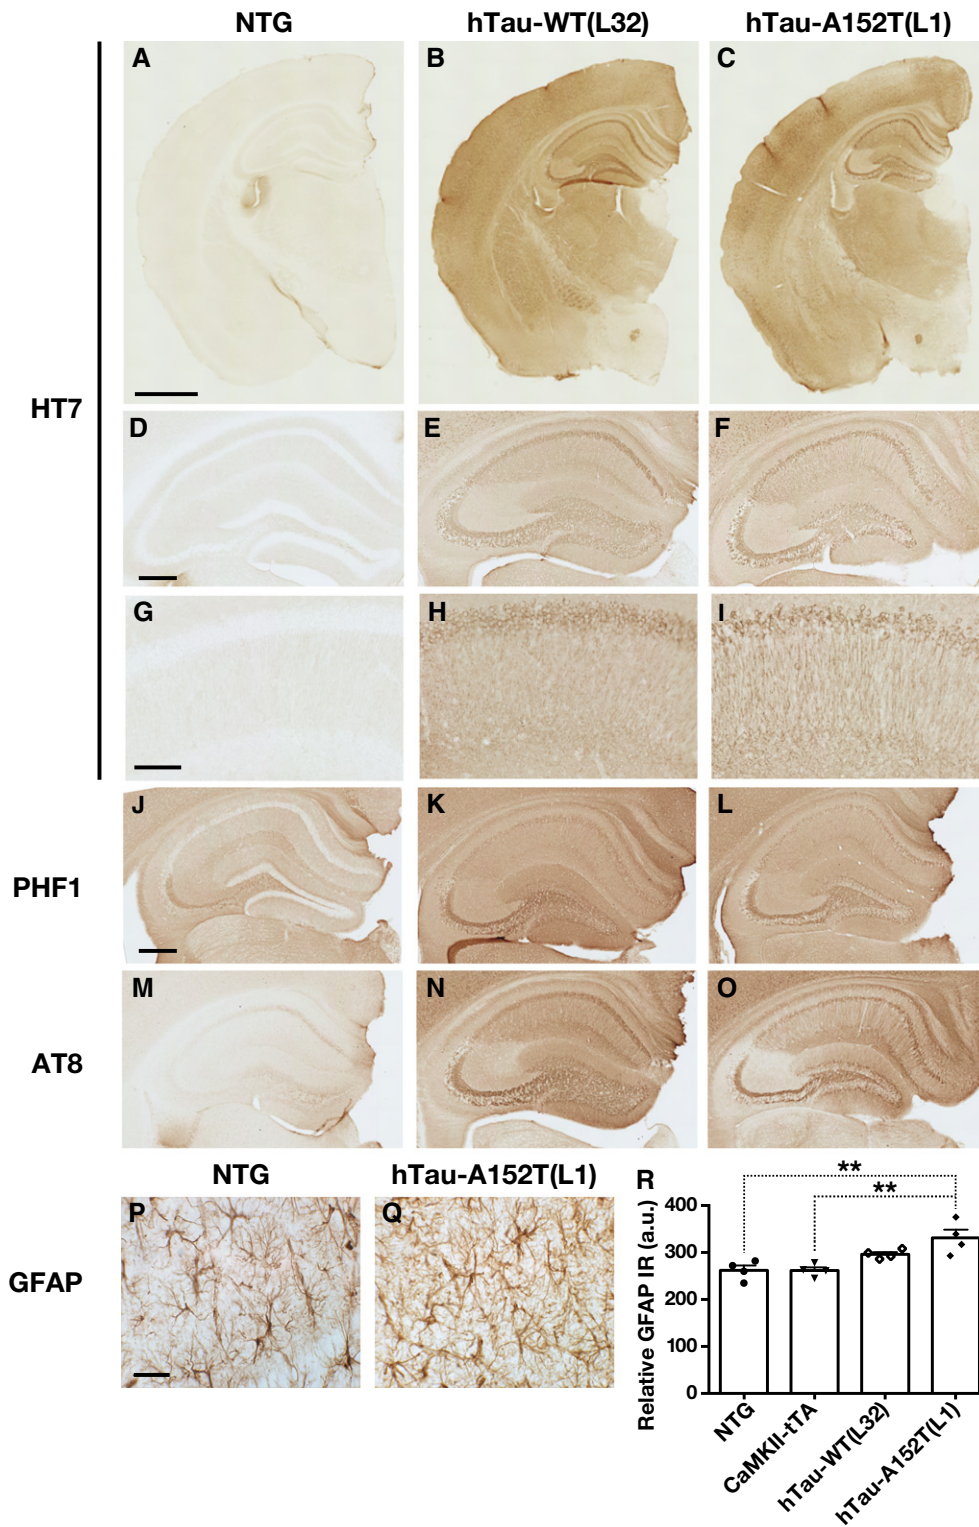 NTG hTau-WT(L32) hTau-A152T(L1)
A B C
HT7
D E F
G H I
PHF1
J K L
AT8
M N O
NTG hTau-A152T(L1)
GFAP
P Q
R
** 
**
Relative GFAP IR (a.u.)
400
300
200
100
0
NTG
CaMKII-tTA
hTau-WT(L32)
hTau-A152T(L1)